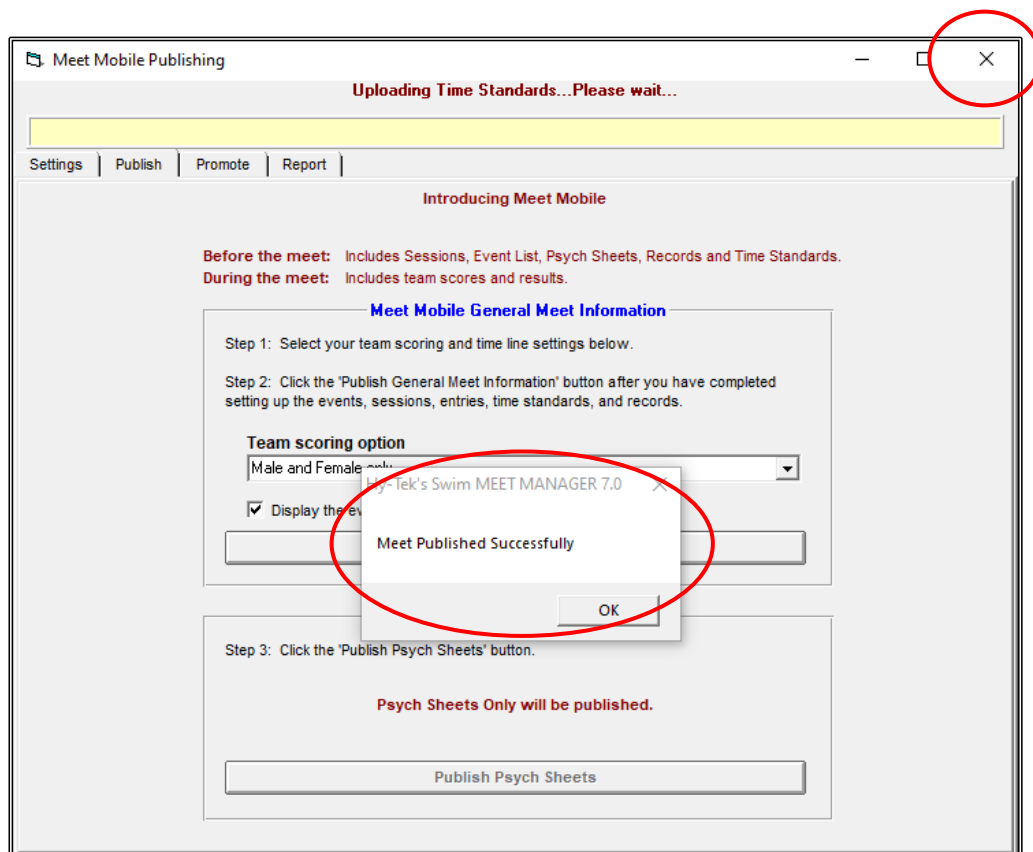 Meet Mobile Publishing
Uploading Time Standards...Please wait...
Settings Publish Promote Report
Introducing Meet Mobile
Before the meet: Includes Sessions, Event List, Psych Sheets, Records and Time Standards.
During the meet: Includes team scores and results.
Meet Mobile General Meet Information
Step 1: Select your team scoring and time line settings below.
Step 2: Click the 'Publish General Meet Information' button after you have completed
setting up the events, sessions, entries, time standards, and records.
Team scoring option
Male and Female only
Display the ev
Hy-Tek's Swim MEET MANAGER 7.0
Meet Published Successfully
OK
Step 3: Click the 'Publish Psych Sheets' button.
Psych Sheets Only will be published.
Publish Psych Sheets